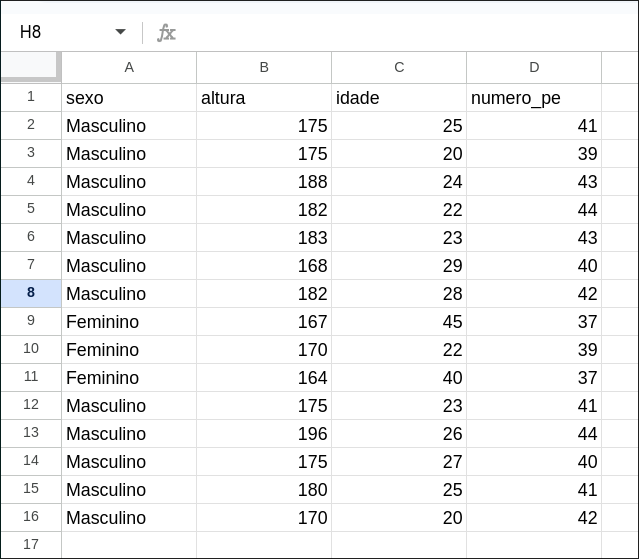 H8 fx
A B C D
1 sexo altura idade numero_pe
2 Masculino 175 25 41
3 Masculino 175 20 39
4 Masculino 188 24 43
5 Masculino 182 22 44
6 Masculino 183 23 43
7 Masculino 168 29 40
8 Masculino 182 28 42
9 Feminino 167 45 37
10 Feminino 170 22 39
11 Feminino 164 40 37
12 Masculino 175 23 41
13 Masculino 196 26 44
14 Masculino 175 27 40
15 Masculino 180 25 41
16 Masculino 170 20 42
17